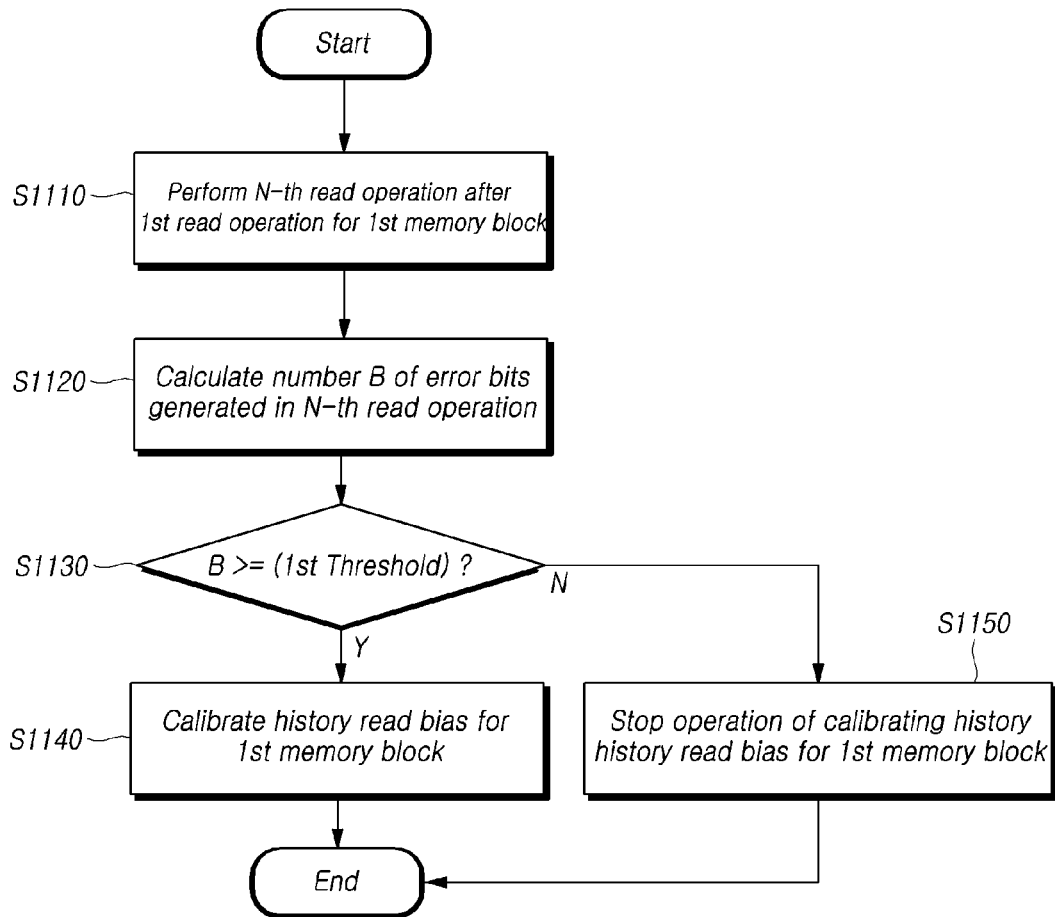 Start
S1110
Perform N-th read operation after
1st read operation for 1st memory block
S1120
Calculate number B of error bits
generated in N-th read operation
S1130
B >= (1st Threshold) ?
N
Y
S1150
S1140
Calibrate history read bias for
1st memory block
Stop operation of calibrating history
history read bias for 1st memory block
End